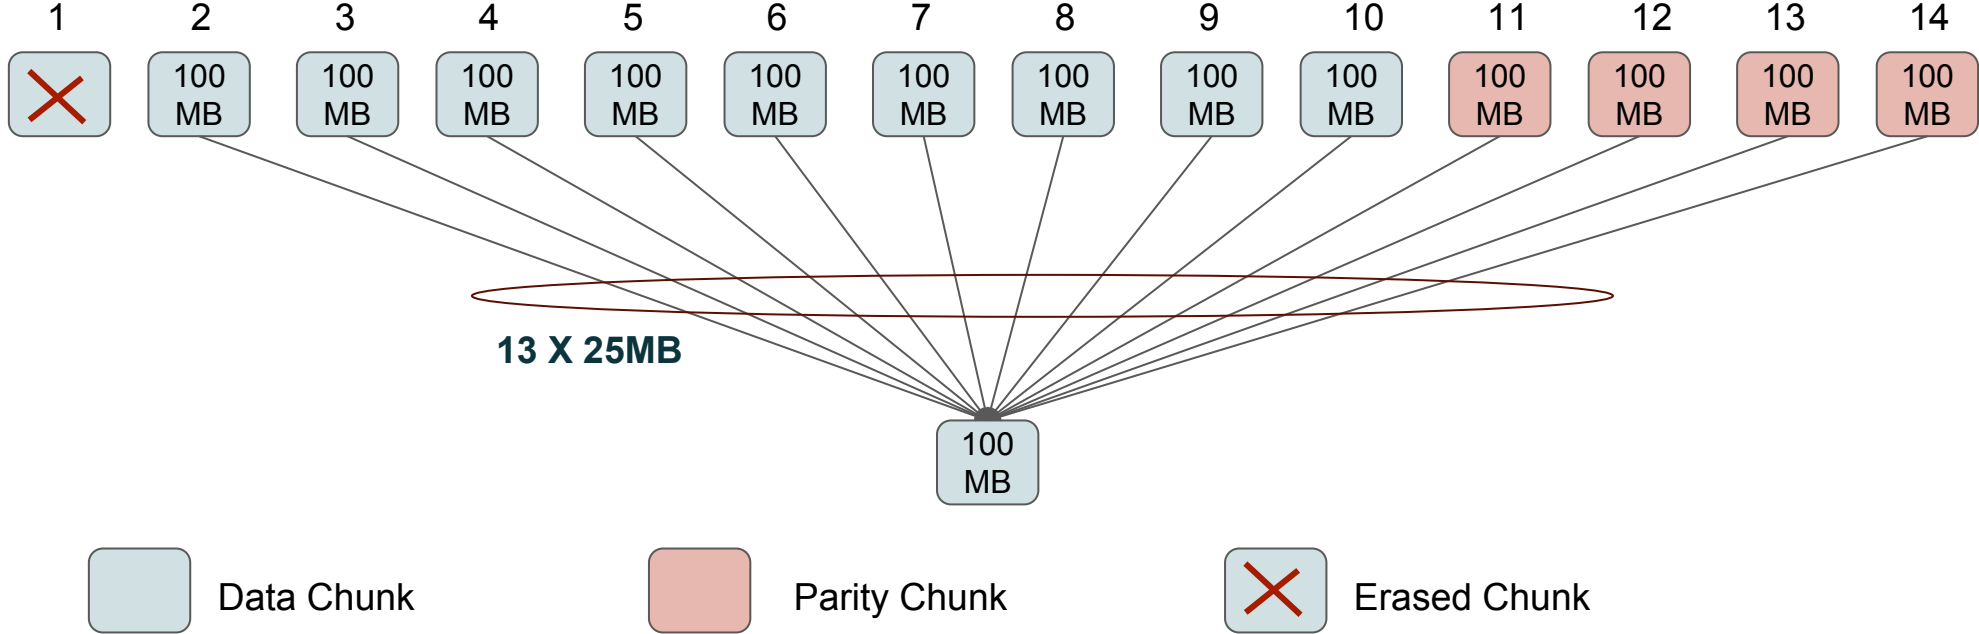 1 2 3 4 5 6 7 8 9 10 11 12 13 14
100 100 100 100 100 100 100 100 100 100 100 100 100
MB MB MB MB MB MB MB MB MB MB MB MB MB
13 X 25MB
100
MB
Data Chunk Parity Chunk Erased Chunk